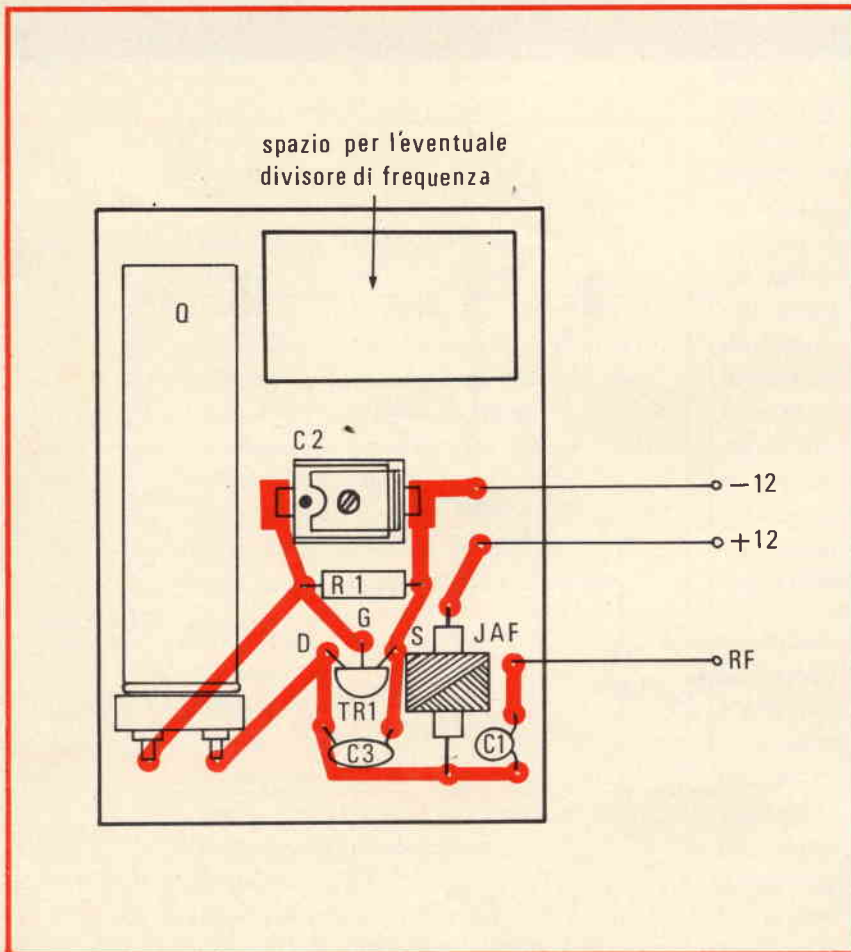 spazio per l'eventuale
divisore di frequenza
Q
C2
−12
+12
R1
G
D
S
JAF
RF
TR1
C3
C1